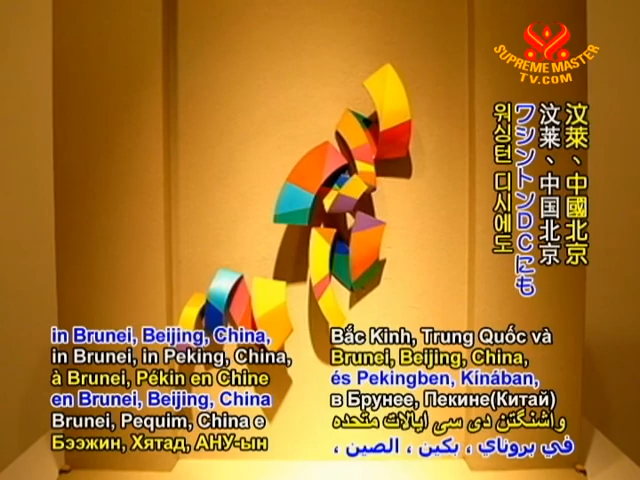 SUPREME MASTER
TV.COM
汶萊、中國北京
汶莱、中国北京
ワシントンDCにも
워싱턴 디시에도
in Brunei, Beijing, China,
in Brunei, in Peking, China,
à Brunei, Pékin en Chine
en Brunei, Beijing, China
Brunei, Pequim, China e
Бээжин, Хятад, АНУ-ын
Bắc Kinh, Trung Quốc và
Brunei, Beijing, China,
és Pekingben, Kínában,
в Брунее, Пекине(Китай)
واشنگتن دی سی ایالات متحده
في بروناي ، بكين ، الصين ،